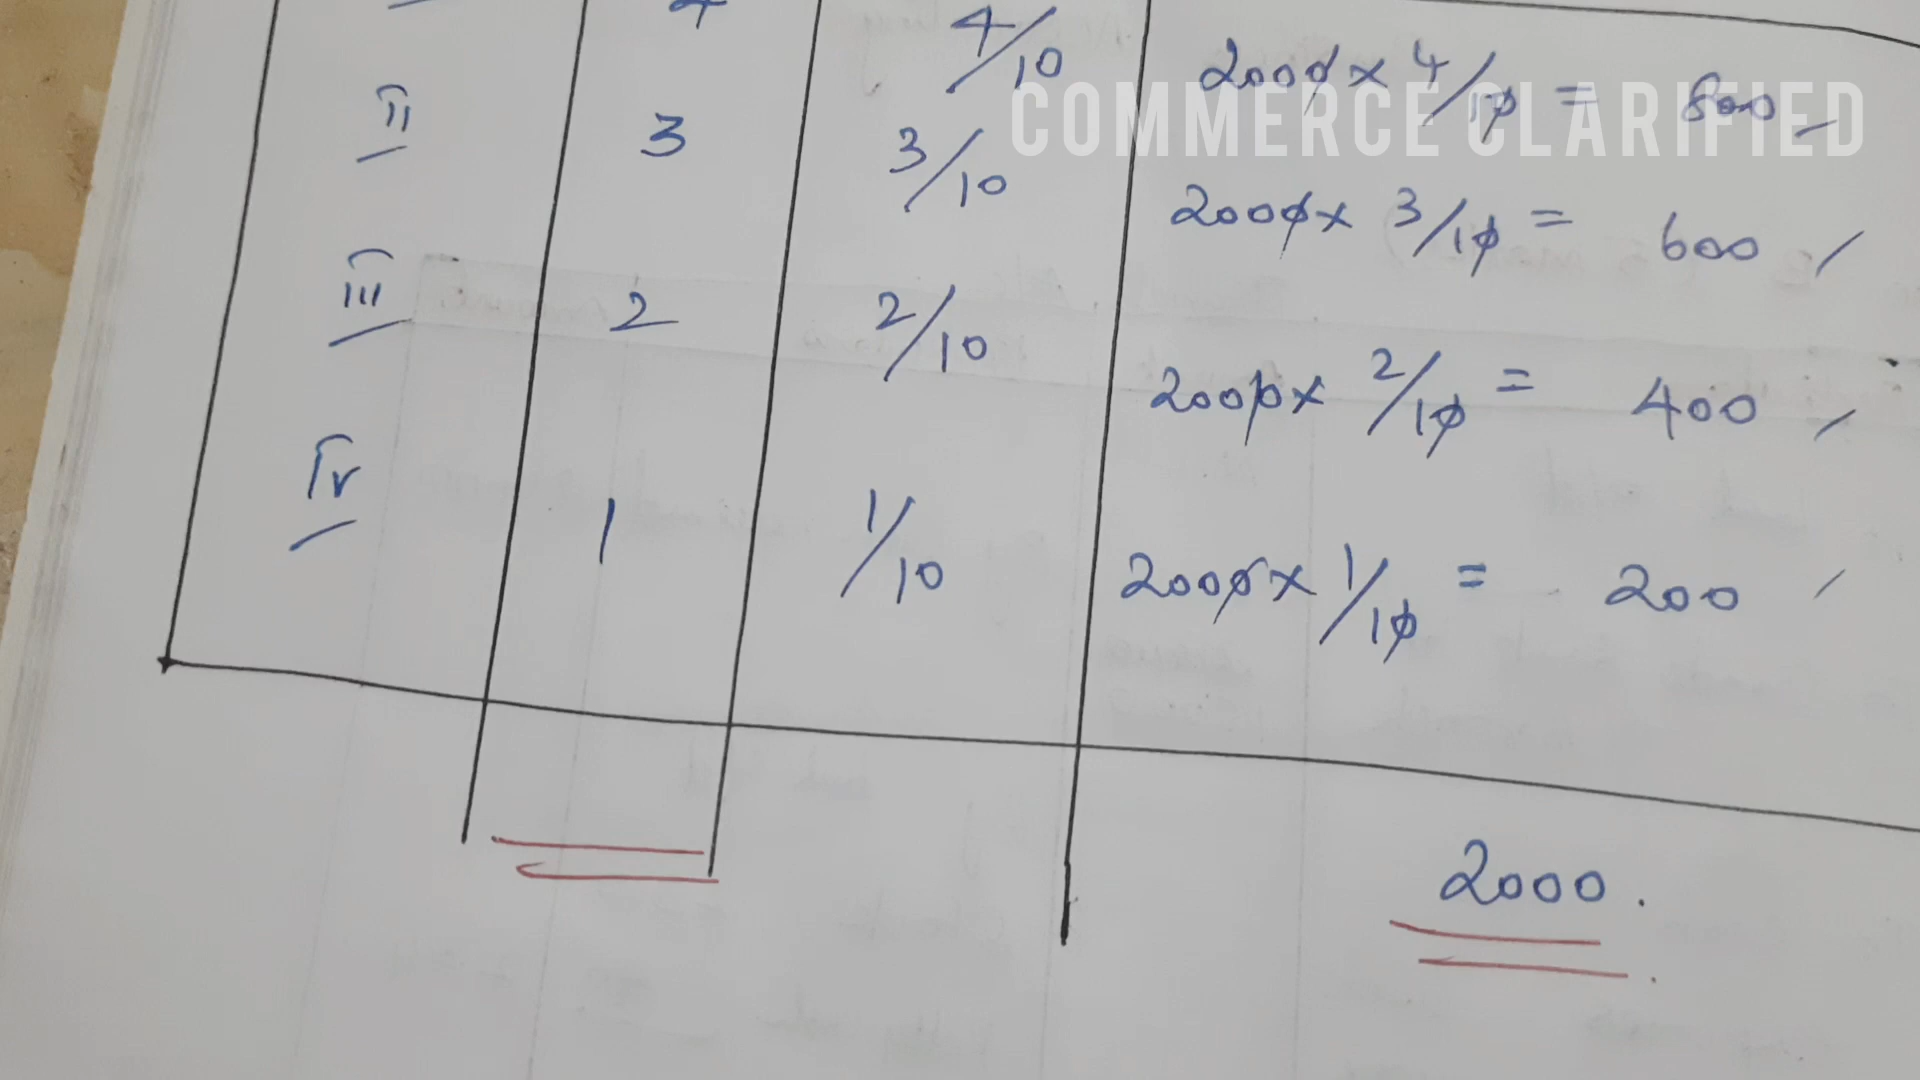 4 4/10 2000 x 4/10 = 800
COMMERCE CLARIFIED
II 3 3/10 2000 x 3/10 = 600
III 2 2/10 2000 x 2/10 = 400
IV 1 1/10 2000 x 1/10 = 200
2000.